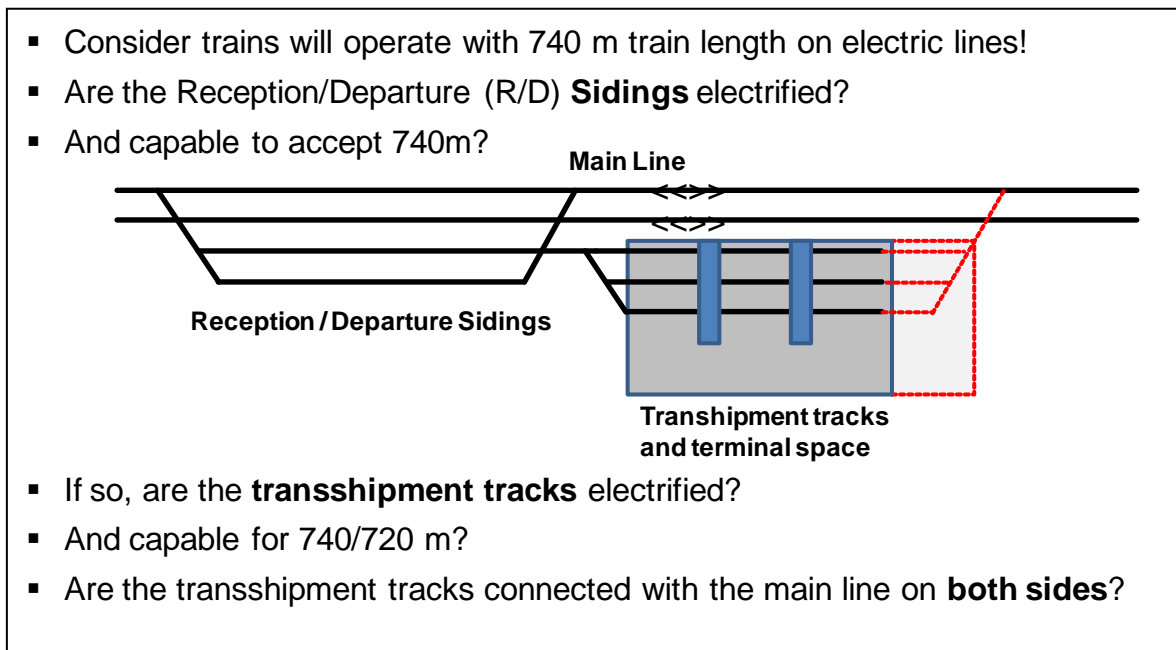 ▪ Consider trains will operate with 740 m train length on electric lines!
▪ Are the Reception/Departure (R/D) Sidings electrified?
▪ And capable to accept 740m?
Main Line
<<>>
<<>>
Reception / Departure Sidings
Transhipment tracks
and terminal space
▪ If so, are the transshipment tracks electrified?
▪ And capable for 740/720 m?
▪ Are the transshipment tracks connected with the main line on both sides?